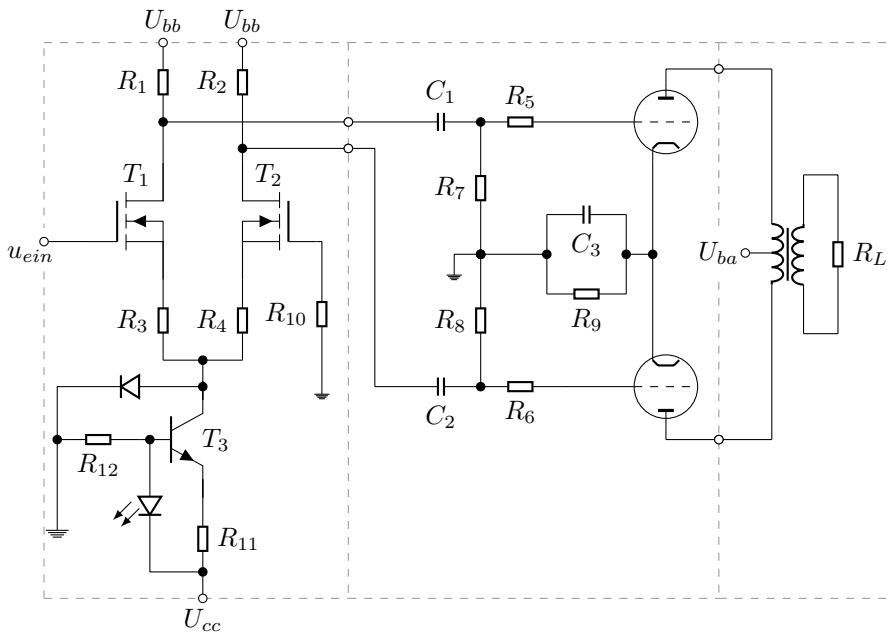 U_bb U_bb
R_1 R_2
C_1 R_5
T_1 T_2
R_7
u_ein
C_3
U_ba R_L
R_3 R_4 R_10 R_8 R_9
C_2 R_6
T_3
R_12
R_11
U_cc